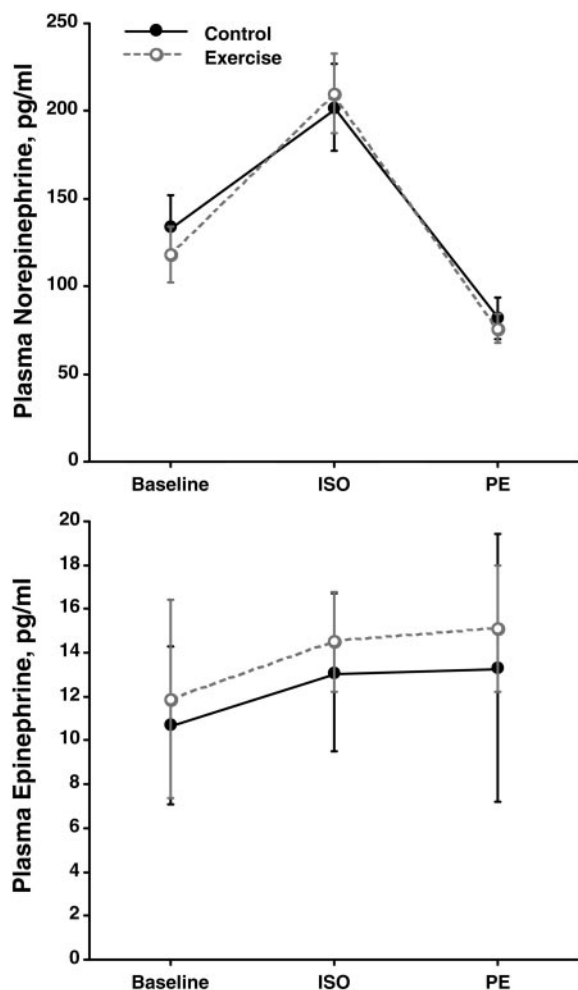 Control
Exercise
Plasma Norepinephrine, pg/ml
250
200
150
100
50
0
Baseline ISO PE
Plasma Epinephrine, pg/ml
20
18
16
14
12
10
8
6
4
2
0
Baseline ISO PE